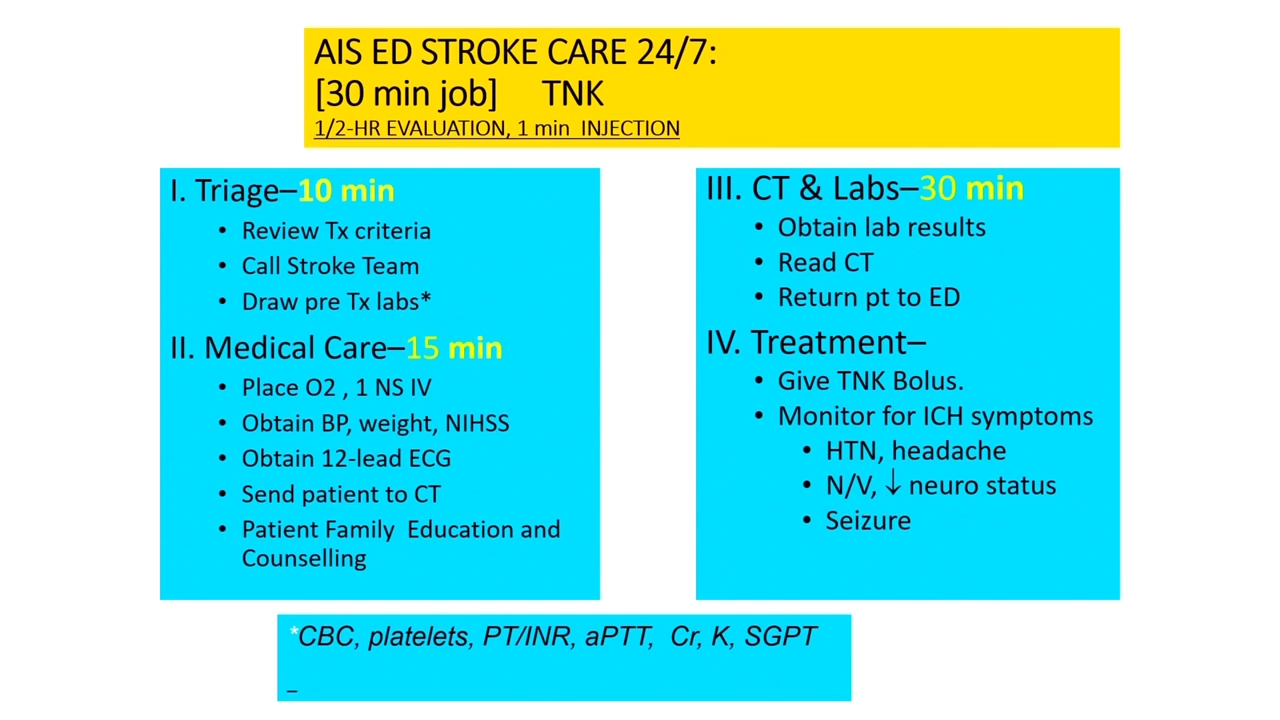 AIS ED STROKE CARE 24/7:
[30 min job] TNK
1/2-HR EVALUATION, 1 min INJECTION
I. Triage–10 min
• Review Tx criteria
• Call Stroke Team
• Draw pre Tx labs*
II. Medical Care–15 min
• Place O2 , 1 NS IV
• Obtain BP, weight, NIHSS
• Obtain 12-lead ECG
• Send patient to CT
• Patient Family Education and
Counselling
III. CT & Labs–30 min
• Obtain lab results
• Read CT
• Return pt to ED
IV. Treatment–
• Give TNK Bolus.
• Monitor for ICH symptoms
• HTN, headache
• N/V, ↓ neuro status
• Seizure
*CBC, platelets, PT/INR, aPTT, Cr, K, SGPT
_